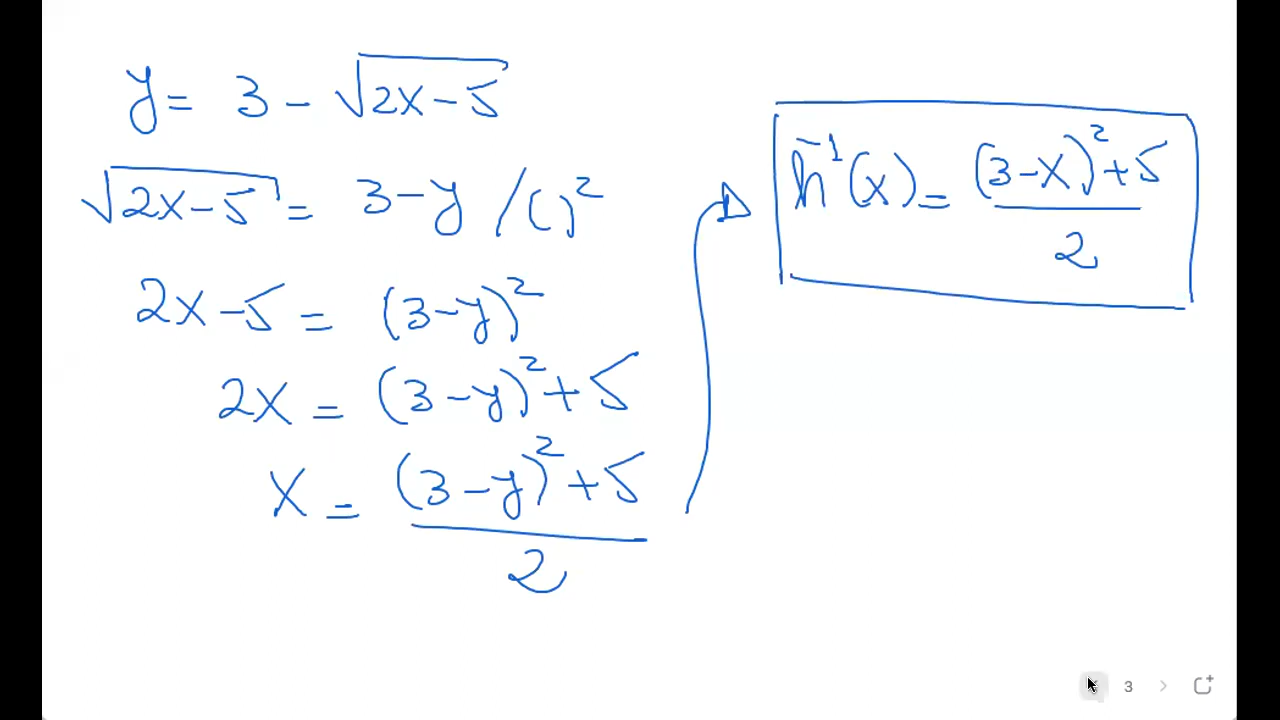 y = 3 - √(2x-5)
√(2x-5) = 3-y /( )²
2x-5 = (3-y)²
2x = (3-y)²+5
x = ((3-y)²+5)/2
h⁻¹(x) = ((3-x)²+5)/2
3